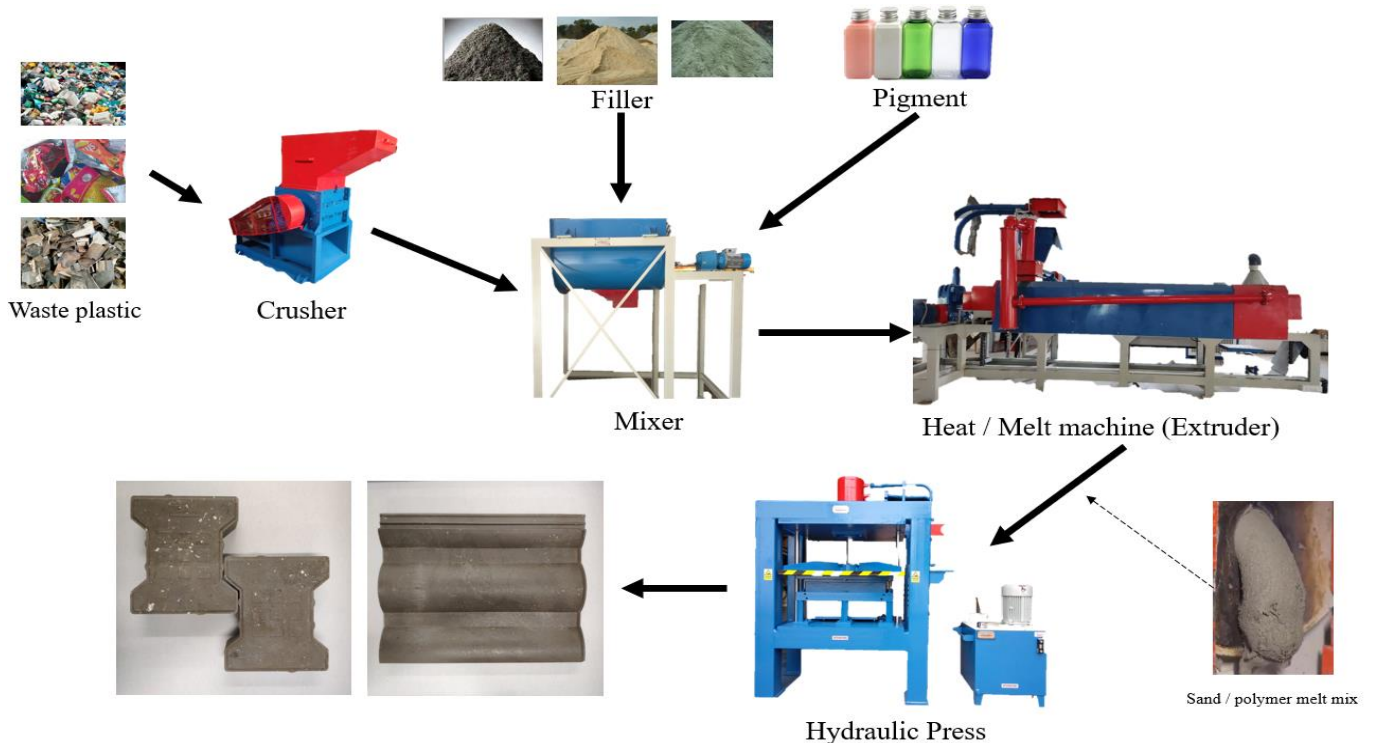 Filler
Pigment
Waste plastic
Crusher
Mixer
Heat / Melt machine (Extruder)
Sand / polymer melt mix
Hydraulic Press